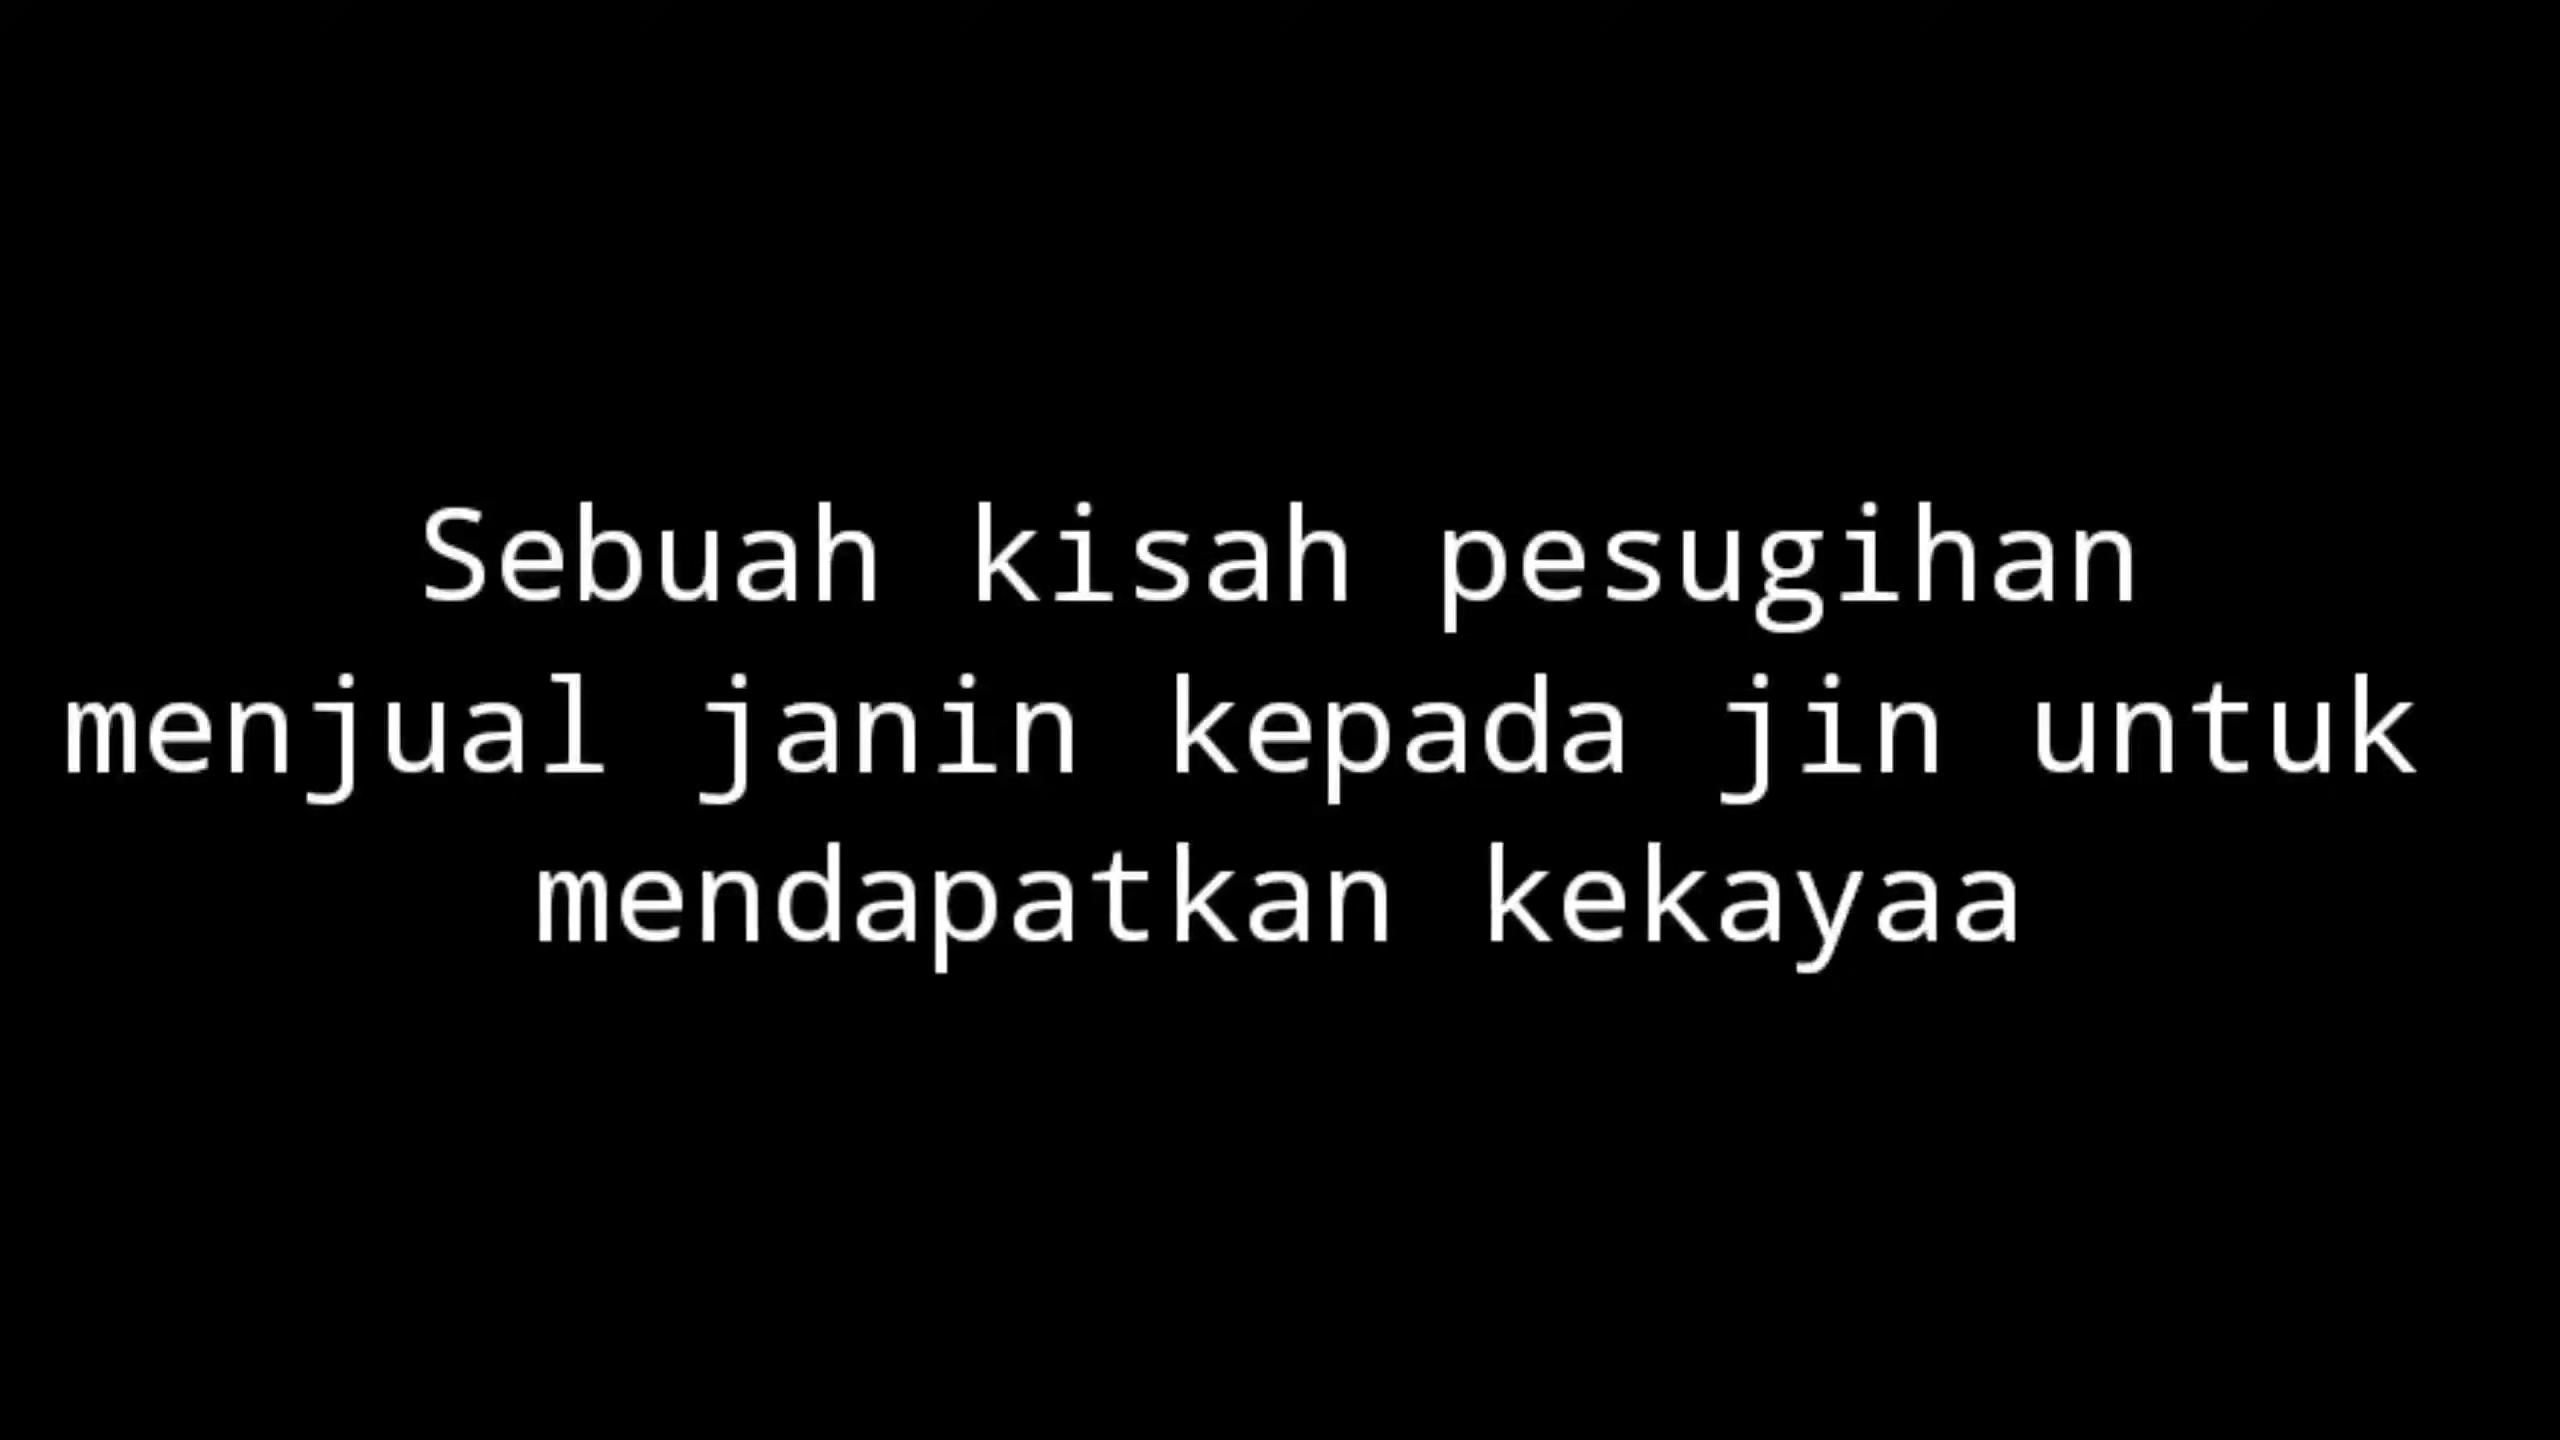 Sebuah kisah pesugihan
menjual janin kepada jin untuk
mendapatkan kekayaa